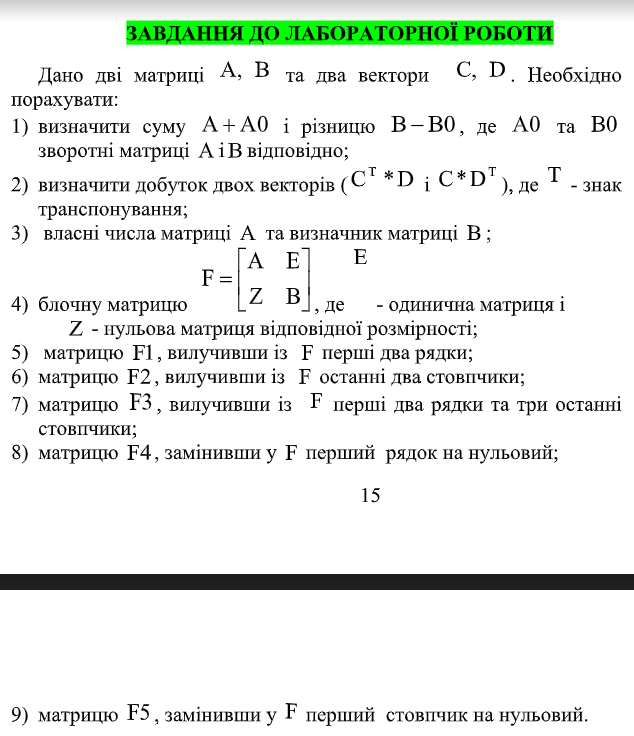 ЗАВДАННЯ ДО ЛАБОРАТОРНОЇ РОБОТИ
Дано дві матриці A, B та два вектори C, D. Необхідно
порахувати:
1) визначити суму A+A0 і різницю B−B0, де A0 та B0
зворотні матриці A і B відповідно;
2) визначити добуток двох векторів (C^T *D і C*D^T), де T - знак
транспонування;
3) власні числа матриці A та визначник матриці B;
4) блочну матрицю F=[A E; Z B], де E - одинична матриця і
Z - нульова матриця відповідної розмірності;
5) матрицю F1, вилучивши із F перші два рядки;
6) матрицю F2, вилучивши із F останні два стовпчики;
7) матрицю F3, вилучивши із F перші два рядки та три останні
стовпчики;
8) матрицю F4, замінивши у F перший рядок на нульовий;
15
9) матрицю F5, замінивши у F перший стовпчик на нульовий.